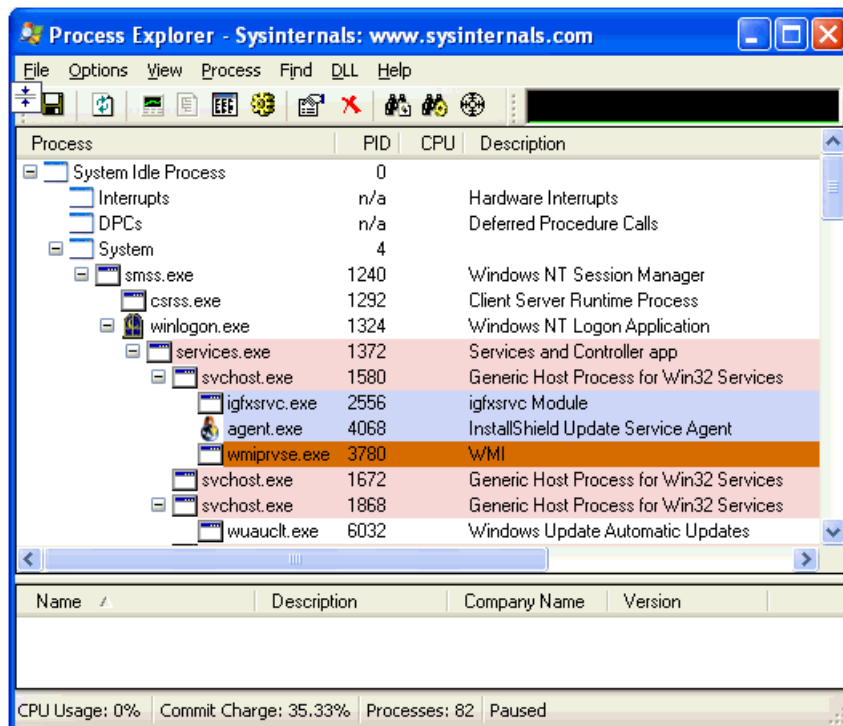 Process Explorer - Sysinternals: www.sysinternals.com
File Options View Process Find DLL Help
Process PID CPU Description
System Idle Process 0
Interrupts n/a Hardware Interrupts
DPCs n/a Deferred Procedure Calls
System 4
smss.exe 1240 Windows NT Session Manager
csrss.exe 1292 Client Server Runtime Process
winlogon.exe 1324 Windows NT Logon Application
services.exe 1372 Services and Controller app
svchost.exe 1580 Generic Host Process for Win32 Services
igfxsrvc.exe 2556 igfxsrvc Module
agent.exe 4068 InstallShield Update Service Agent
wmiprvse.exe 3780 WMI
svchost.exe 1672 Generic Host Process for Win32 Services
svchost.exe 1868 Generic Host Process for Win32 Services
wuauclt.exe 6032 Windows Update Automatic Updates
Name Description Company Name Version
CPU Usage: 0% Commit Charge: 35.33% Processes: 82 Paused